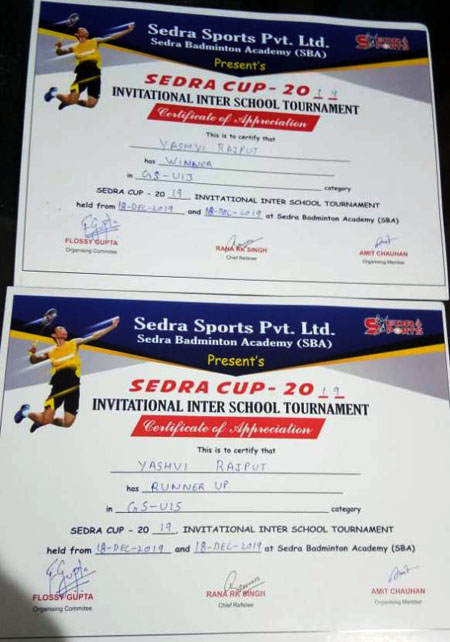 Sedra Sports Pvt. Ltd.
Sedra Badminton Academy (SBA)
SEDRA SPORTS
Present's
SEDRA CUP - 2019
INVITATIONAL INTER SCHOOL TOURNAMENT
Certificate of Appreciation
This is to certify that
YASHVI RAJPUT
has WINNER
in GS-U13 category
SEDRA CUP - 2019, INVITATIONAL INTER SCHOOL TOURNAMENT
held from 18-DEC-2019 and 18-DEC-2019 at Sedra Badminton Academy (SBA)
FLOSSY GUPTA RANA RK SINGH AMIT CHAUHAN
Organising Committee Chief Referee Organising Member
Sedra Sports Pvt. Ltd.
Sedra Badminton Academy (SBA)
SEDRA SPORTS
Present's
SEDRA CUP - 2019
INVITATIONAL INTER SCHOOL TOURNAMENT
Certificate of Appreciation
This is to certify that
YASHVI RAJPUT
has RUNNER UP
in GS-U15 category
SEDRA CUP - 2019, INVITATIONAL INTER SCHOOL TOURNAMENT
held from 18-DEC-2019 and 18-DEC-2019 at Sedra Badminton Academy (SBA)
FLOSSY GUPTA RANA RK SINGH AMIT CHAUHAN
Organising Commitee Chief Referee Organising Member